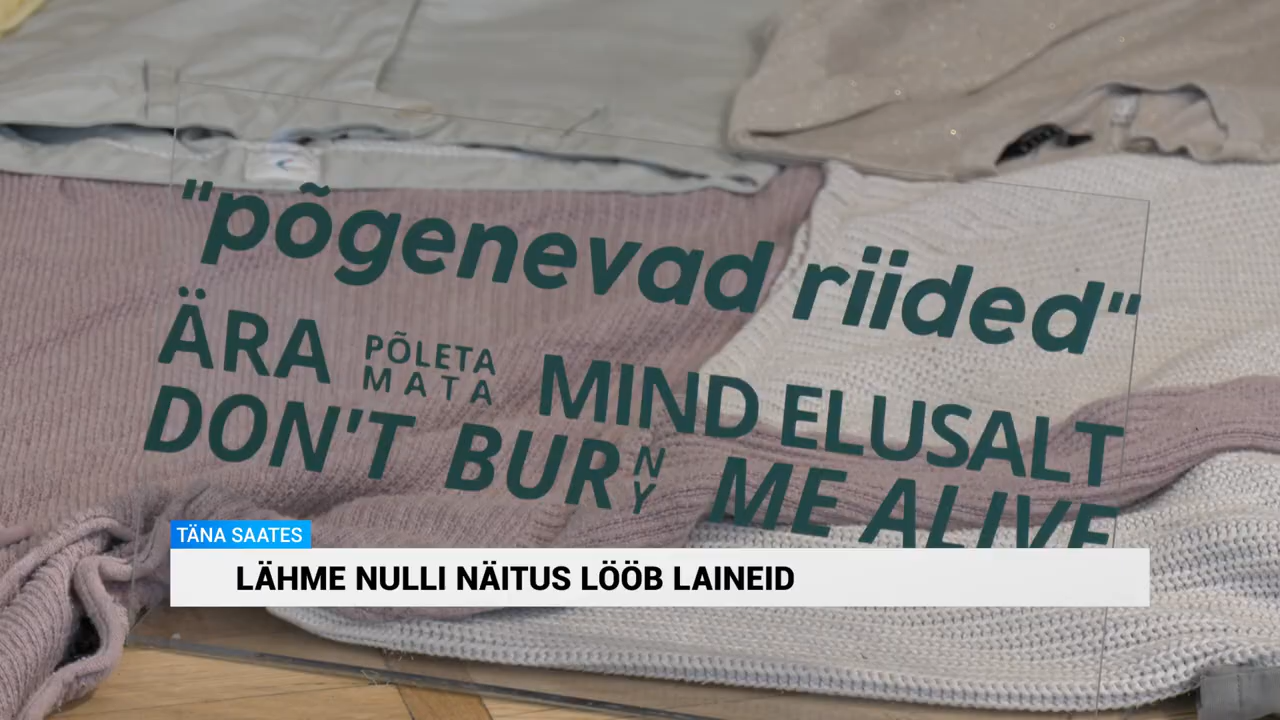 "põgenevad riided"
ÄRA PÕLETA MATA MIND ELUSALT
DON'T BURN Y ME ALIVE
TÄNA SAATES
LÄHME NULLI NÄITUS LÖÖB LAINEID